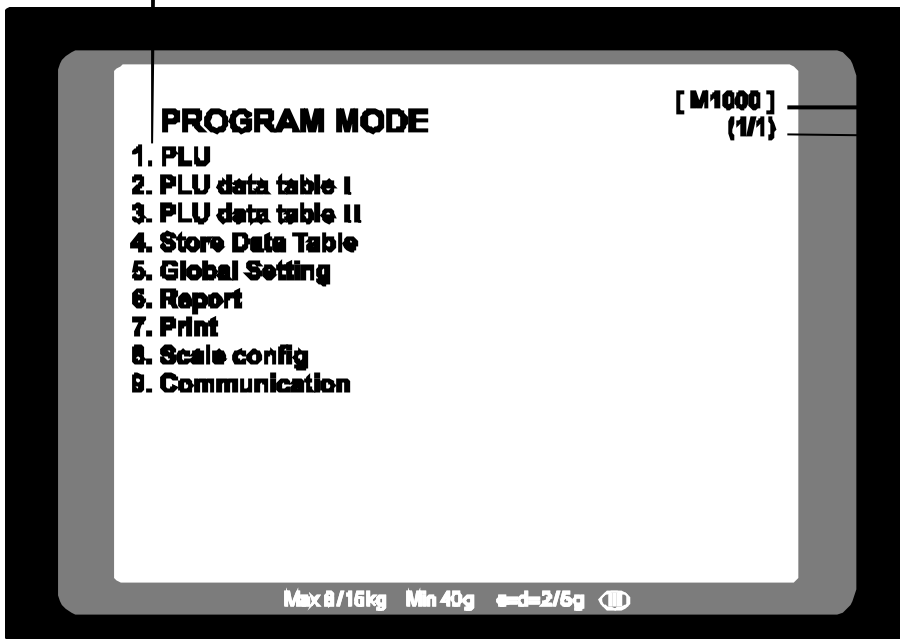 [ M1000 ]
PROGRAM MODE
(1/1)
1. PLU
2. PLU data table I
3. PLU data table II
4. Store Data Table
5. Global Setting
6. Report
7. Print
8. Scale config
9. Communication
Max 6/15kg Min 40g e=d=2/5g III